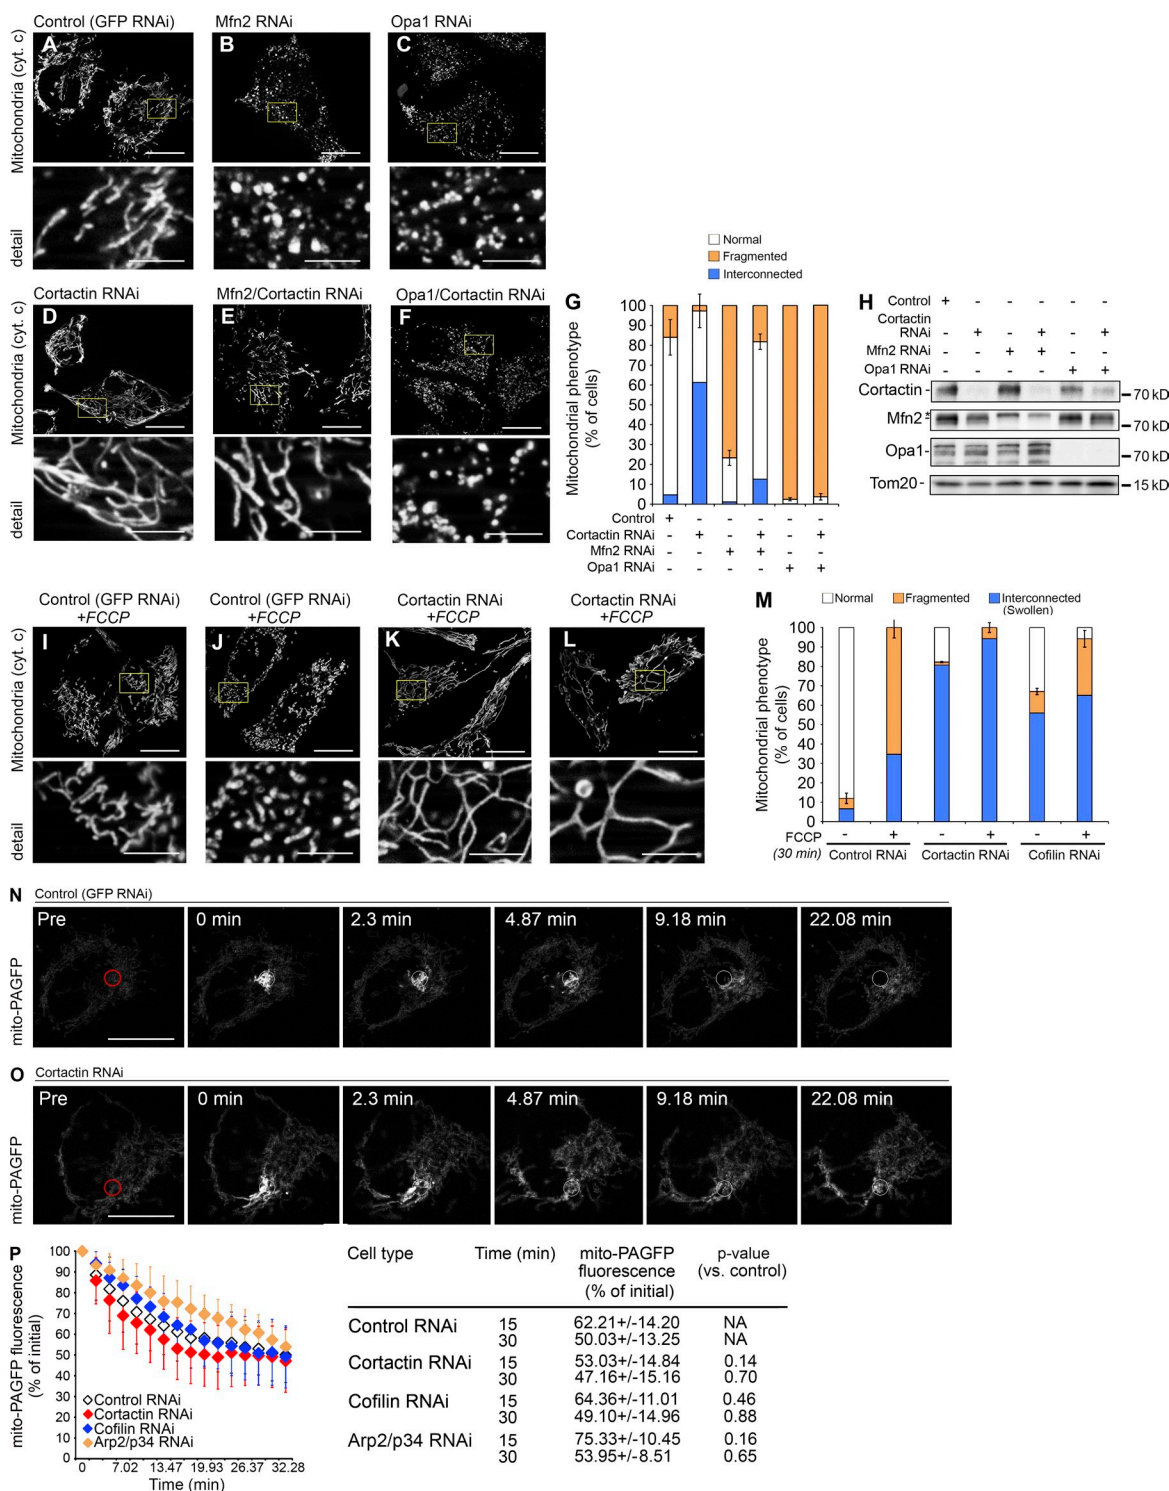 Control (GFP RNAi) Mfn2 RNAi Opa1 RNAi
Mitochondria (cyt. c)
A B C
detail
Cortactin RNAi Mfn2/Cortactin RNAi Opa1/Cortactin RNAi
Mitochondria (cyt. c)
D E F
detail
G
Normal
Fragmented
Interconnected
Mitochondrial phenotype
(% of cells)
100
90
80
70
60
50
40
30
20
10
0
Control + - - - - -
Cortactin RNAi - + - + - +
Mfn2 RNAi - - + + - -
Opa1 RNAi - - - - + +
H
Control + - - - - -
Cortactin
RNAi - + - + - +
Mfn2 RNAi - - + + - -
Opa1 RNAi - - - - + +
Cortactin - 70 kD
Mfn2 * - 70 kD
Opa1 - 70 kD
Tom20 - 15 kD
Control (GFP RNAi) Control (GFP RNAi) Cortactin RNAi Cortactin RNAi
+FCCP +FCCP +FCCP +FCCP
Mitochondria (cyt. c)
I J K L
detail
M
Normal Fragmented Interconnected
(Swollen)
Mitochondrial phenotype
(% of cells)
100
90
80
70
60
50
40
30
20
10
0
FCCP - + - + - +
(30 min) Control RNAi Cortactin RNAi Cofilin RNAi
N Control (GFP RNAi)
mito-PAGFP
Pre 0 min 2.3 min 4.87 min 9.18 min 22.08 min
O Cortactin RNAi
mito-PAGFP
Pre 0 min 2.3 min 4.87 min 9.18 min 22.08 min
P
mito-PAGFP fluorescence
(% of initial)
100
90
80
70
60
50
40
30
20
10
0
Control RNAi
Cortactin RNAi
Cofilin RNAi
Arp2/p34 RNAi
0 7.02 13.47 19.93 26.37 32.28
Time (min)
Cell type Time (min) mito-PAGFP p-value
fluorescence (vs. control)
(% of initial)
Control RNAi 15 62.21+/-14.20 NA
30 50.03+/-13.25 NA
Cortactin RNAi 15 53.03+/-14.84 0.14
30 47.16+/-15.16 0.70
Cofilin RNAi 15 64.36+/-11.01 0.46
30 49.10+/-14.96 0.88
Arp2/p34 RNAi 15 75.33+/-10.45 0.16
30 53.95+/-8.51 0.65